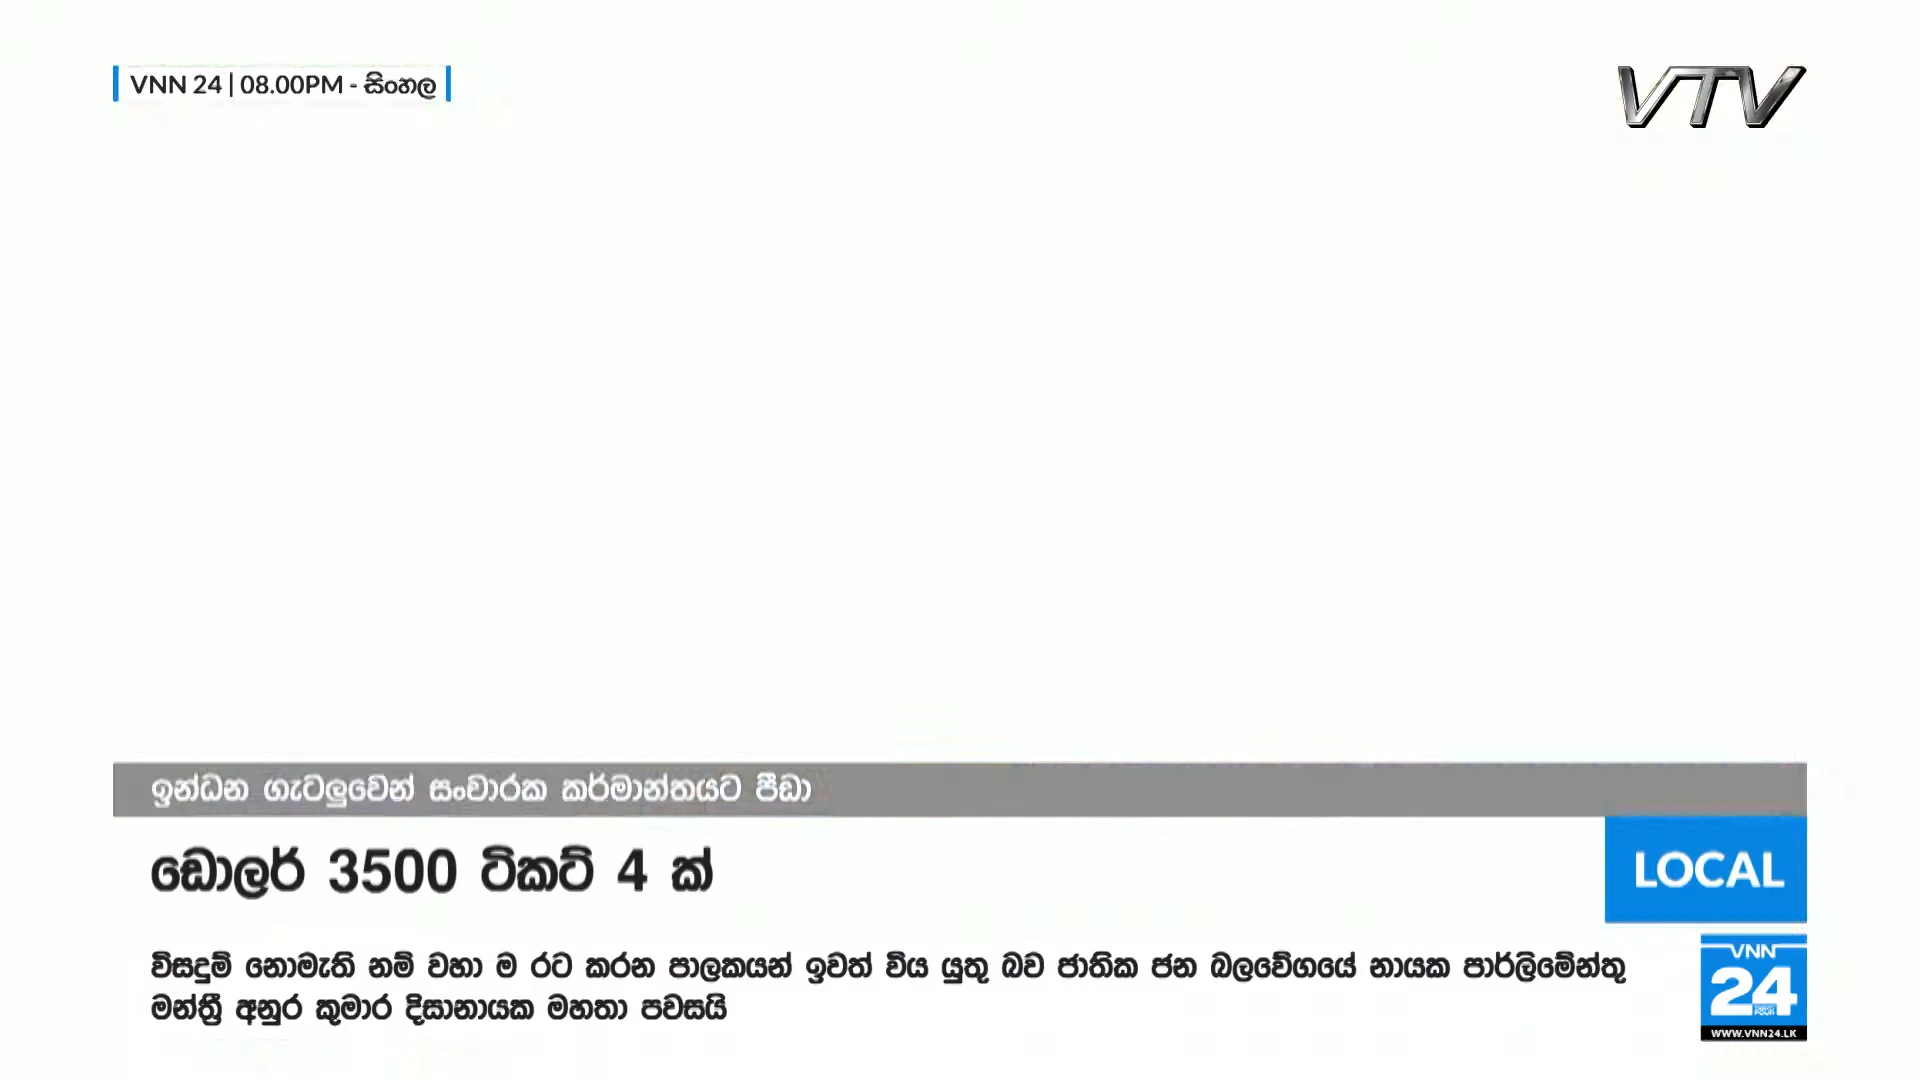 VNN 24 | 08.00PM - සිංහල
VTV
ඉන්ධන ගැටලුවෙන් සංචාරක කර්මාන්තයට පීඩා
ඩොලර් 3500 ටිකට් 4 ක්
LOCAL
විසදුම් නොමැති නම් වහා ම රට කරන පාලකයන් ඉවත් විය යුතු බව ජාතික ජන බලවේගයේ නායක පාර්ලිමේන්තු
මන්ත්‍රී අනුර කුමාර දිසානායක මහතා පවසයි
VNN
24
WWW.VNN24.LK